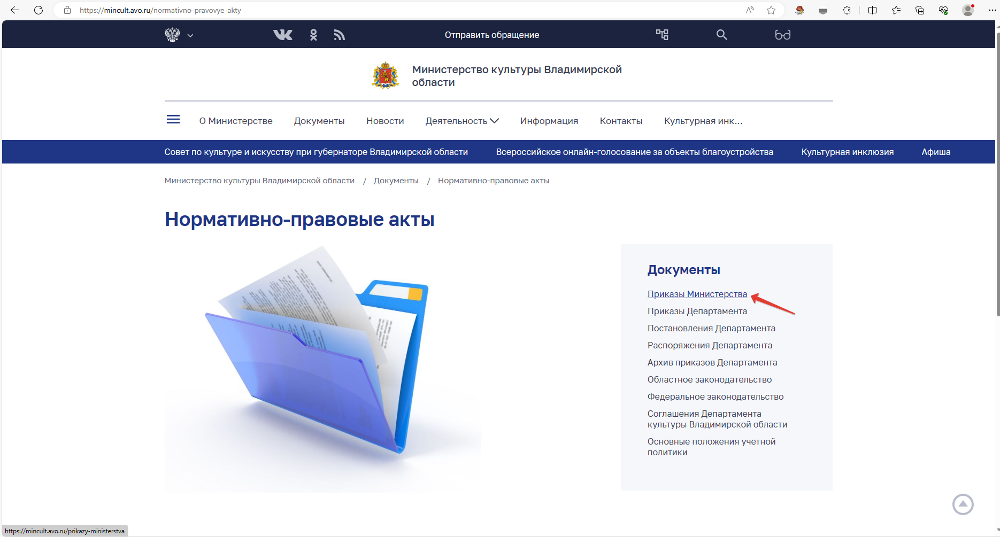 https://mincult.avo.ru/normativno-pravovye-akty
Отправить обращение
Министерство культуры Владимирской
области
О Министерстве Документы Новости Деятельность Информация Контакты Культурная инк...
Совет по культуре и искусству при губернаторе Владимирской области Всероссийское онлайн-голосование за объекты благоустройства Культурная инклюзия Афиша
Министерство культуры Владимирской области / Документы / Нормативно-правовые акты
Нормативно-правовые акты
Документы
Приказы Министерства
Приказы Департамента
Постановления Департамента
Распоряжения Департамента
Архив приказов Департамента
Областное законодательство
Федеральное законодательство
Соглашения Департамента
культуры Владимирской области
Основные положения учетной
политики
https://mincult.avo.ru/prikazy-ministerstva